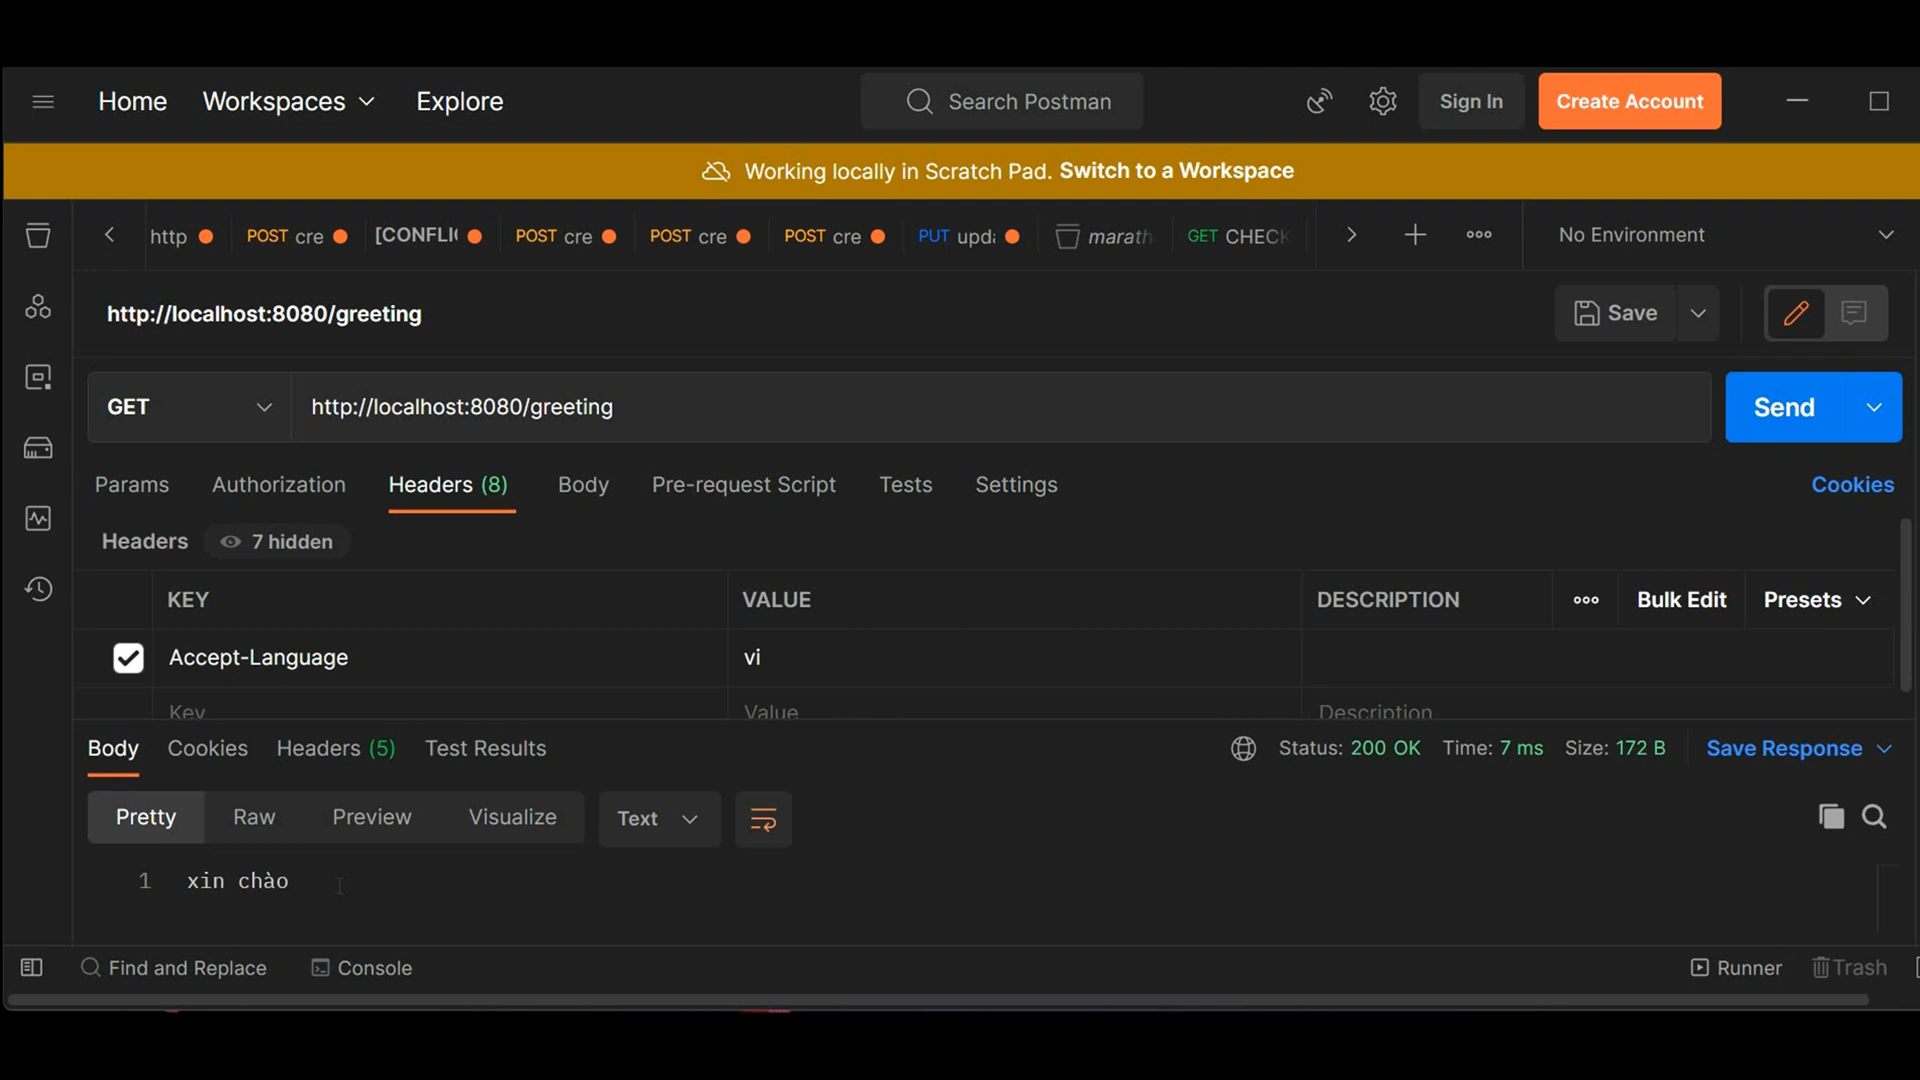 Home Workspaces Explore Search Postman Sign In Create Account
Working locally in Scratch Pad. Switch to a Workspace
http POST cre [CONFLI POST cre POST cre POST cre PUT upda marath GET CHECK No Environment
http://localhost:8080/greeting Save
GET http://localhost:8080/greeting Send
Params Authorization Headers (8) Body Pre-request Script Tests Settings Cookies
Headers 7 hidden
KEY VALUE DESCRIPTION Bulk Edit Presets
Accept-Language vi
Key Value Description
Body Cookies Headers (5) Test Results Status: 200 OK Time: 7 ms Size: 172 B Save Response
Pretty Raw Preview Visualize Text
1 xin chào
Find and Replace Console Runner Trash